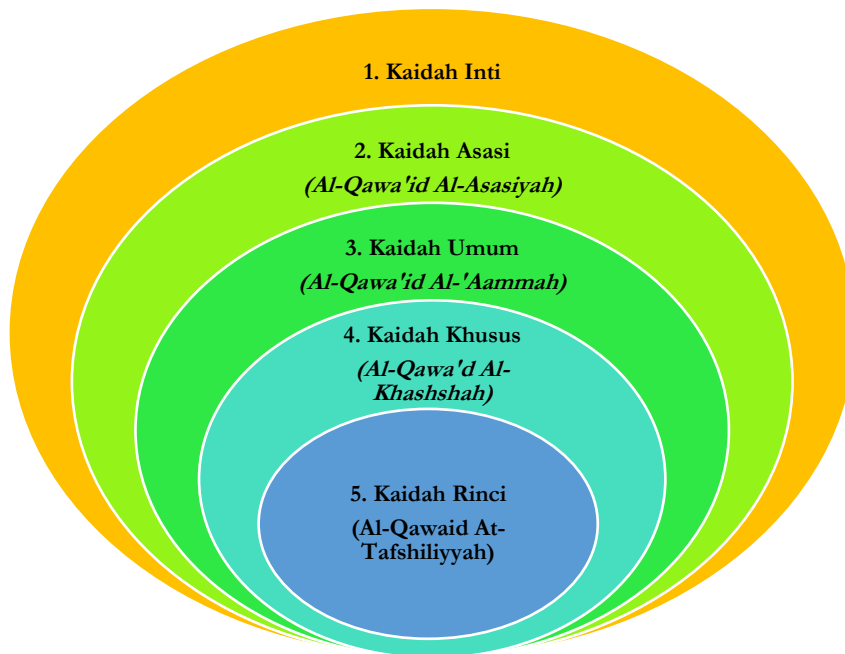 1. Kaidah Inti
2. Kaidah Asasi
(Al-Qawa'id Al-Asasiyah)
3. Kaidah Umum
(Al-Qawa'id Al-'Aammah)
4. Kaidah Khusus
(Al-Qawa'd Al-
Khashshah)
5. Kaidah Rinci
(Al-Qawaid At-
Tafshiliyyah)